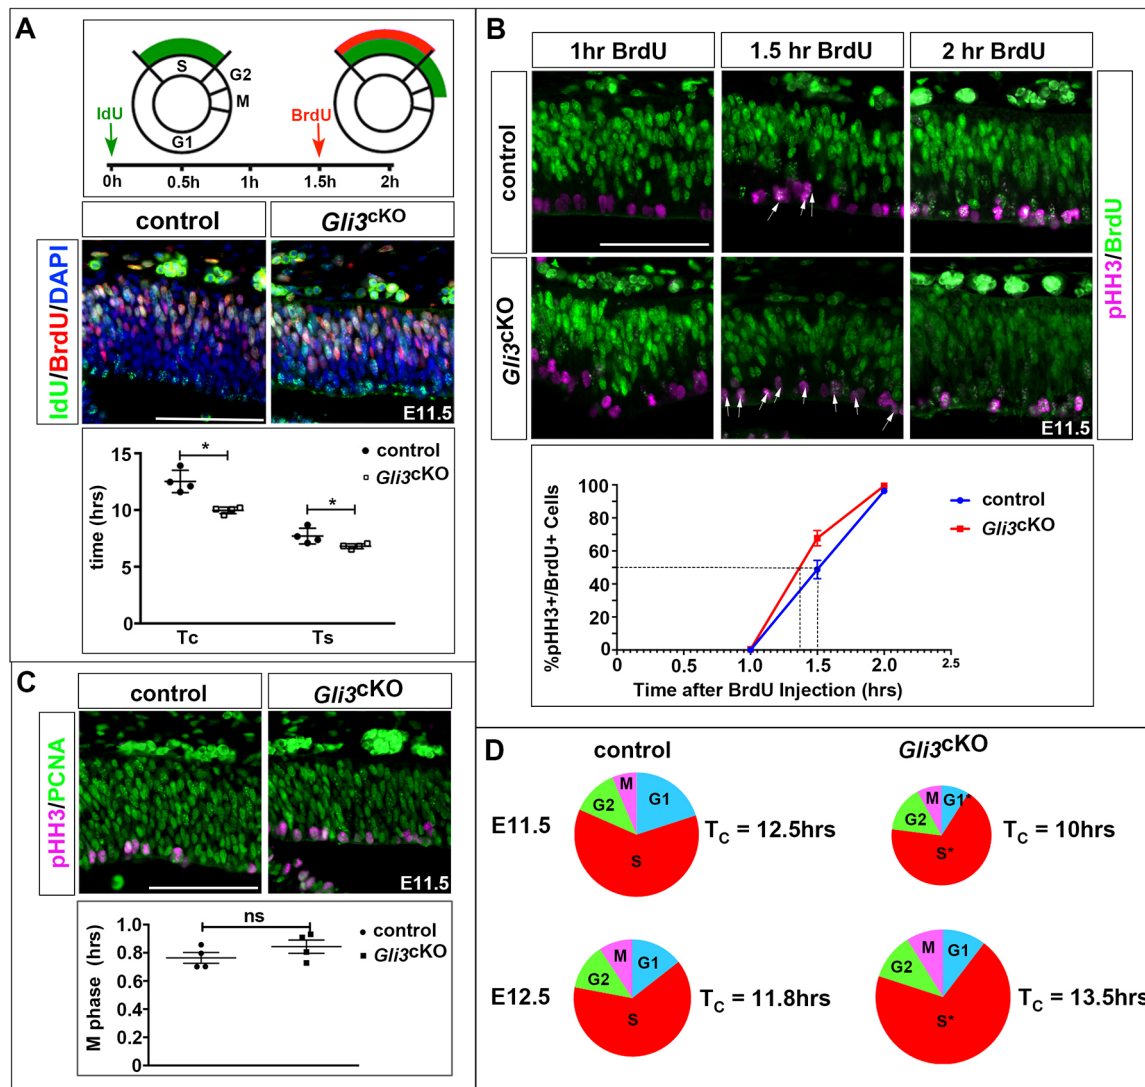 A
S
G2
M
G1
IdU
BrdU
0h
0.5h
1h
1.5h
2h
control
Gli3cKO
IdU/BrdU/DAPI
E11.5
time (hrs)
15
10
5
0
*
*
control
Gli3cKO
Tc
Ts
B
1hr BrdU
1.5 hr BrdU
2 hr BrdU
control
Gli3cKO
pHH3/BrdU
E11.5
%pHH3+/BrdU+ Cells
100
80
60
40
20
0
0
0.5
1.0
1.5
2.0
2.5
Time after BrdU Injection (hrs)
control
Gli3cKO
C
control
Gli3cKO
pHH3/PCNA
E11.5
M phase (hrs)
1.0
0.8
0.6
0.4
0.2
0
ns
control
Gli3cKO
D
control
Gli3cKO
E11.5
M
G1
G2
S
TC = 12.5hrs
M
G1*
G2
S*
TC = 10hrs
E12.5
M
G1
G2
S
TC = 11.8hrs
M
G1
G2
S*
TC = 13.5hrs